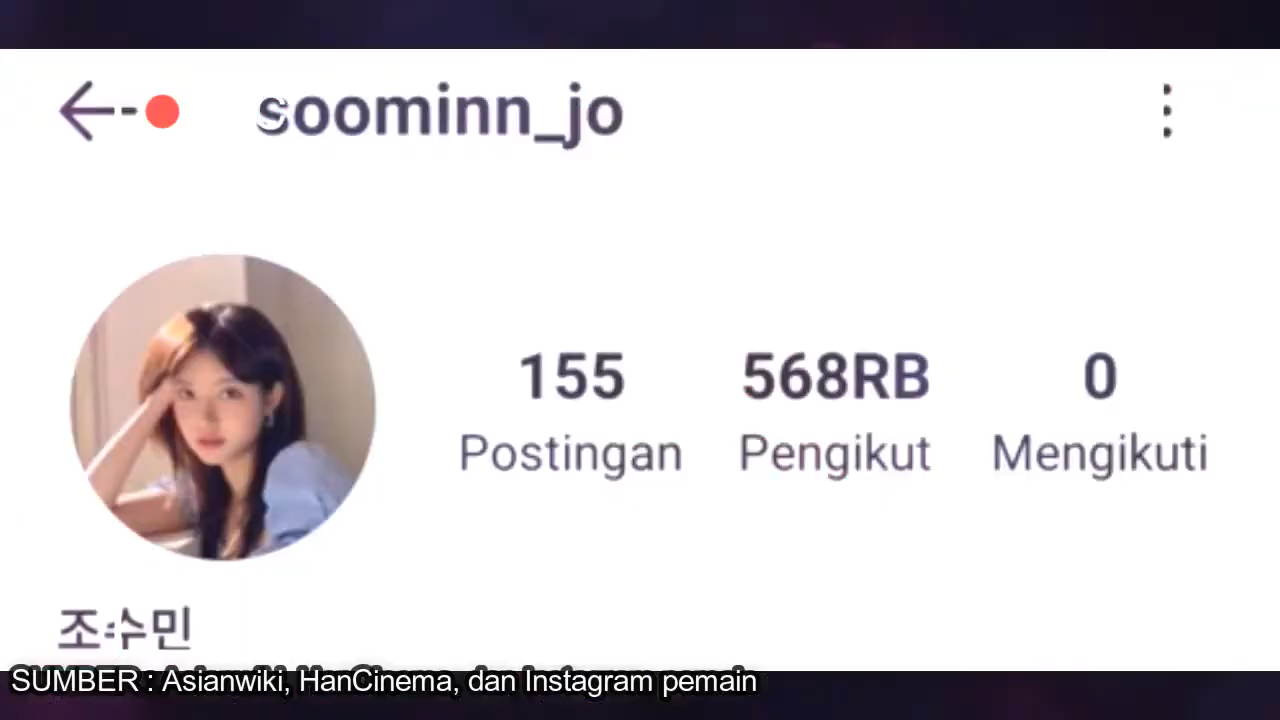 soominn_jo
155 568RB 0
Postingan Pengikut Mengikuti
조수민
SUMBER : Asianwiki, HanCinema, dan Instagram pemain